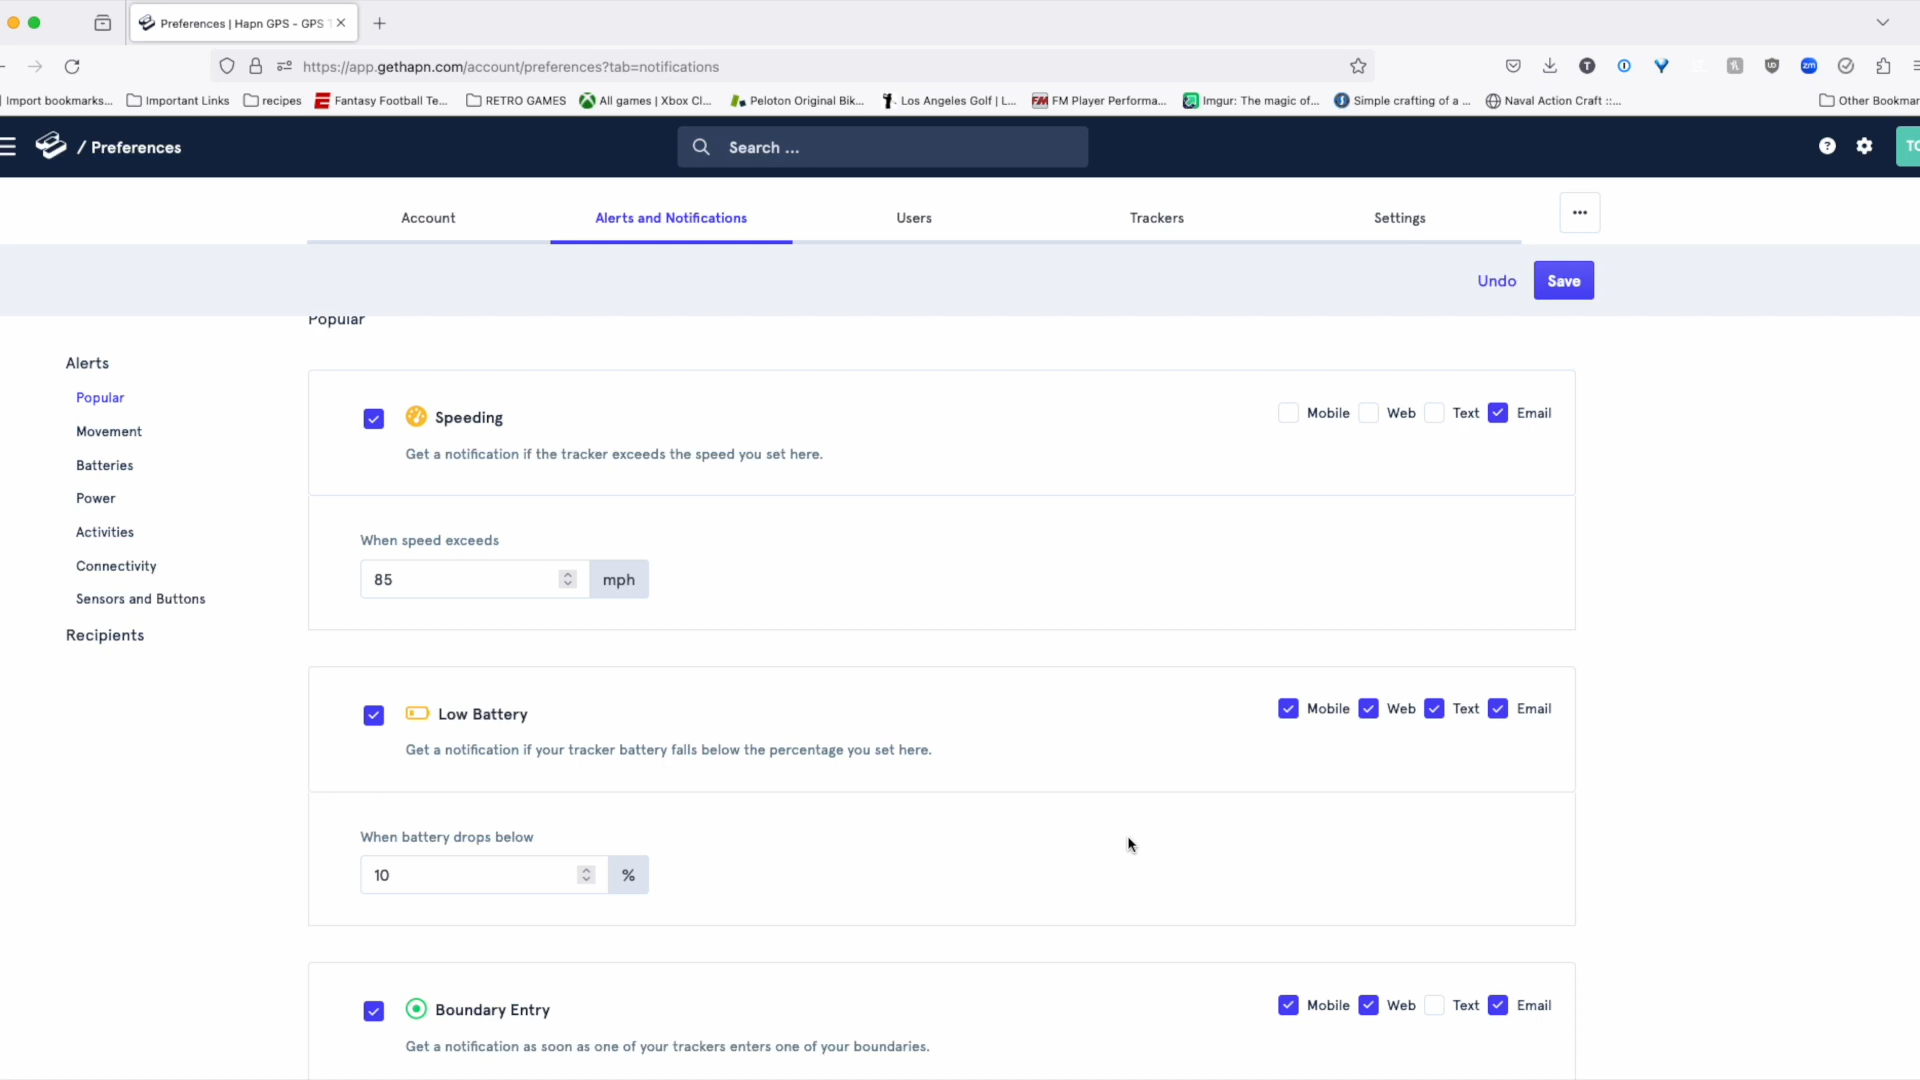 Preferences | Hapn GPS - GPS T
https://app.gethapn.com/account/preferences?tab=notifications
Import bookmarks... Important Links recipes Fantasy Football Te... RETRO GAMES All games | Xbox Cl... Peloton Original Bik... Los Angeles Golf | L... FM Player Performa... Imgur: The magic of... Simple crafting of a ... Naval Action Craft ::... Other Bookmar
/ Preferences
Search ...
?
TC
Account
Alerts and Notifications
Users
Trackers
Settings
Undo
Save
Popular
Alerts
Popular
Movement
Batteries
Power
Activities
Connectivity
Sensors and Buttons
Recipients
Speeding
Mobile Web Text Email
Get a notification if the tracker exceeds the speed you set here.
When speed exceeds
85 mph
Low Battery
Mobile Web Text Email
Get a notification if your tracker battery falls below the percentage you set here.
When battery drops below
10 %
Boundary Entry
Mobile Web Text Email
Get a notification as soon as one of your trackers enters one of your boundaries.